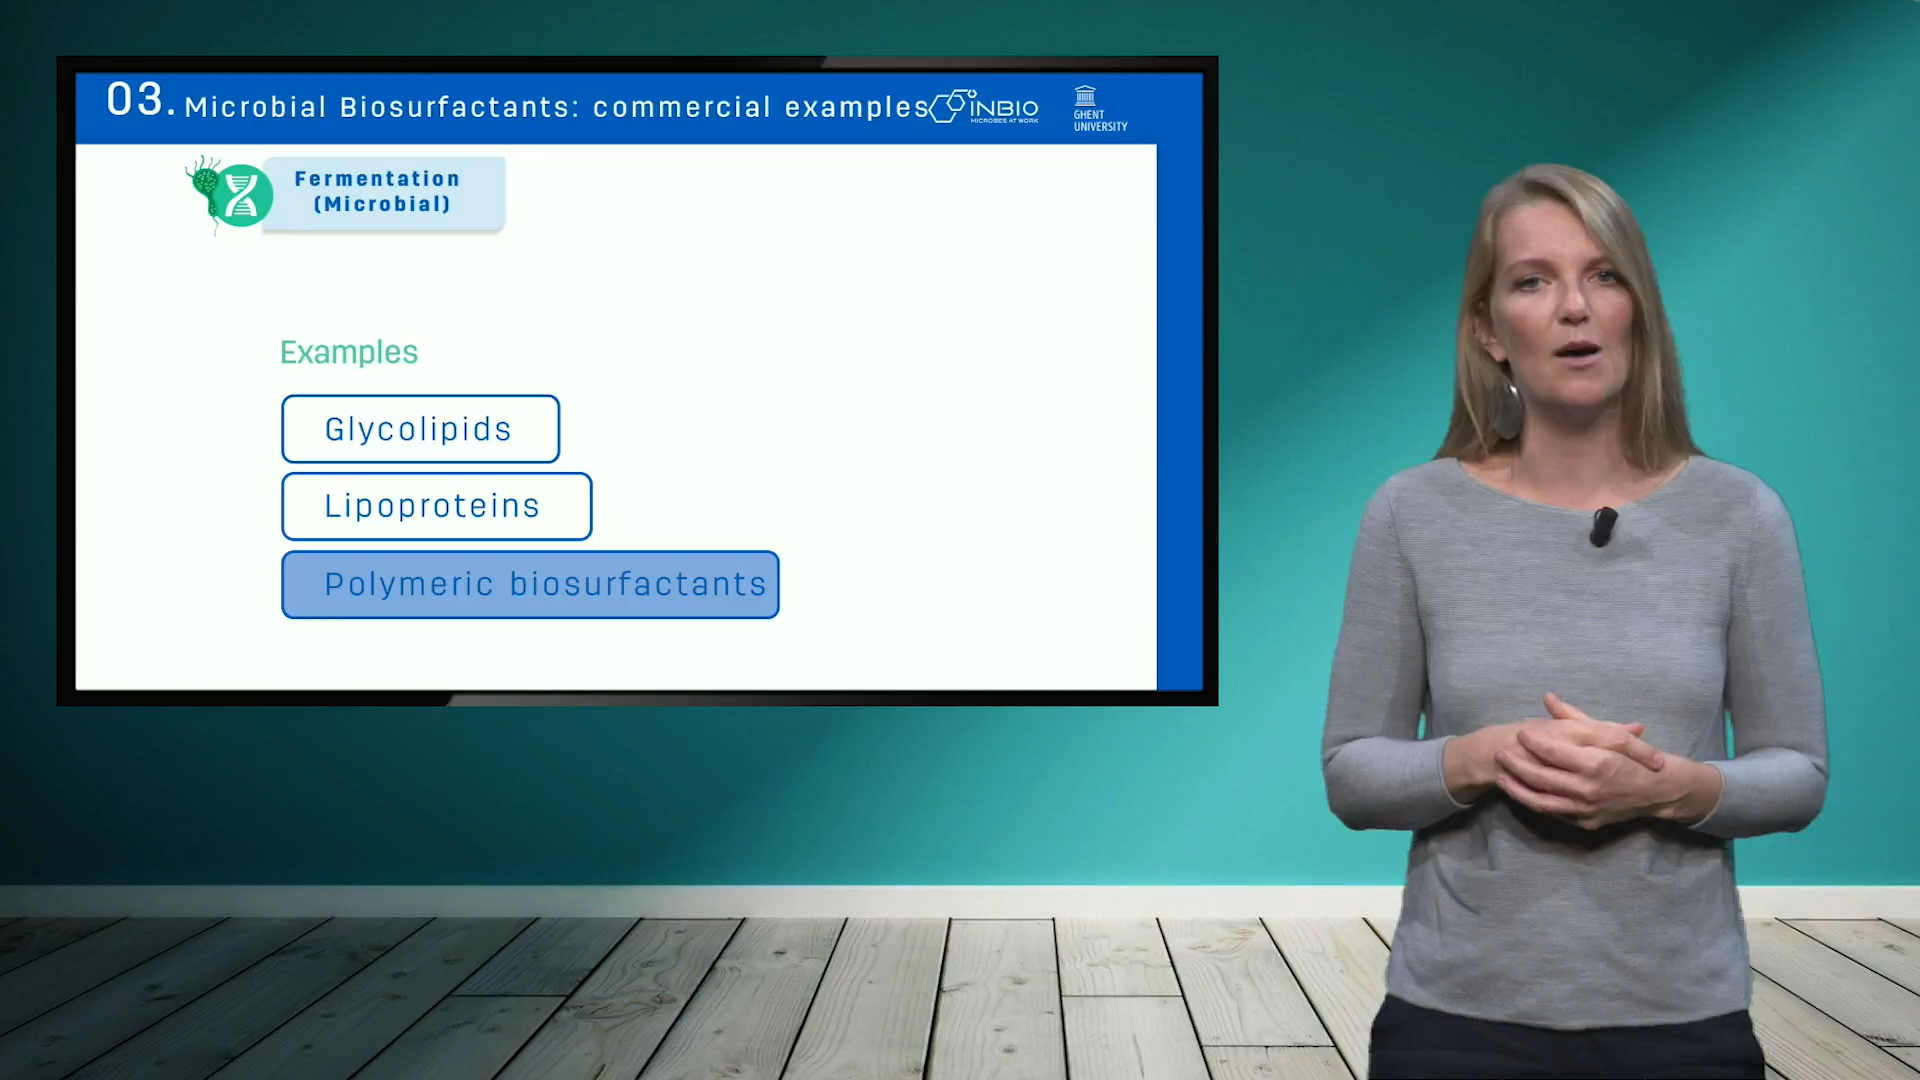 03. Microbial Biosurfactants: commercial examples
INBIO
MICROBES AT WORK
GHENT
UNIVERSITY
Fermentation
(Microbial)
Examples
Glycolipids
Lipoproteins
Polymeric biosurfactants